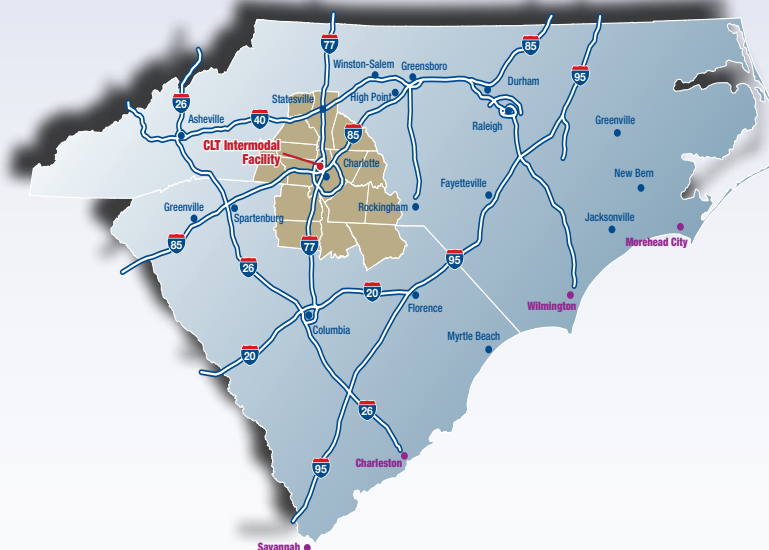 77
85
95
Winston-Salem
Greensboro
26
Statesville
High Point
Durham
Asheville
40
85
Raleigh
Greenville
CLT Intermodal
Facility
Charlotte
Fayetteville
New Bern
Greenville
Spartenburg
Rockingham
Jacksonville
85
77
Morehead City
26
95
20
Florence
Wilmington
Columbia
Myrtle Beach
20
26
Charleston
95
Savannah